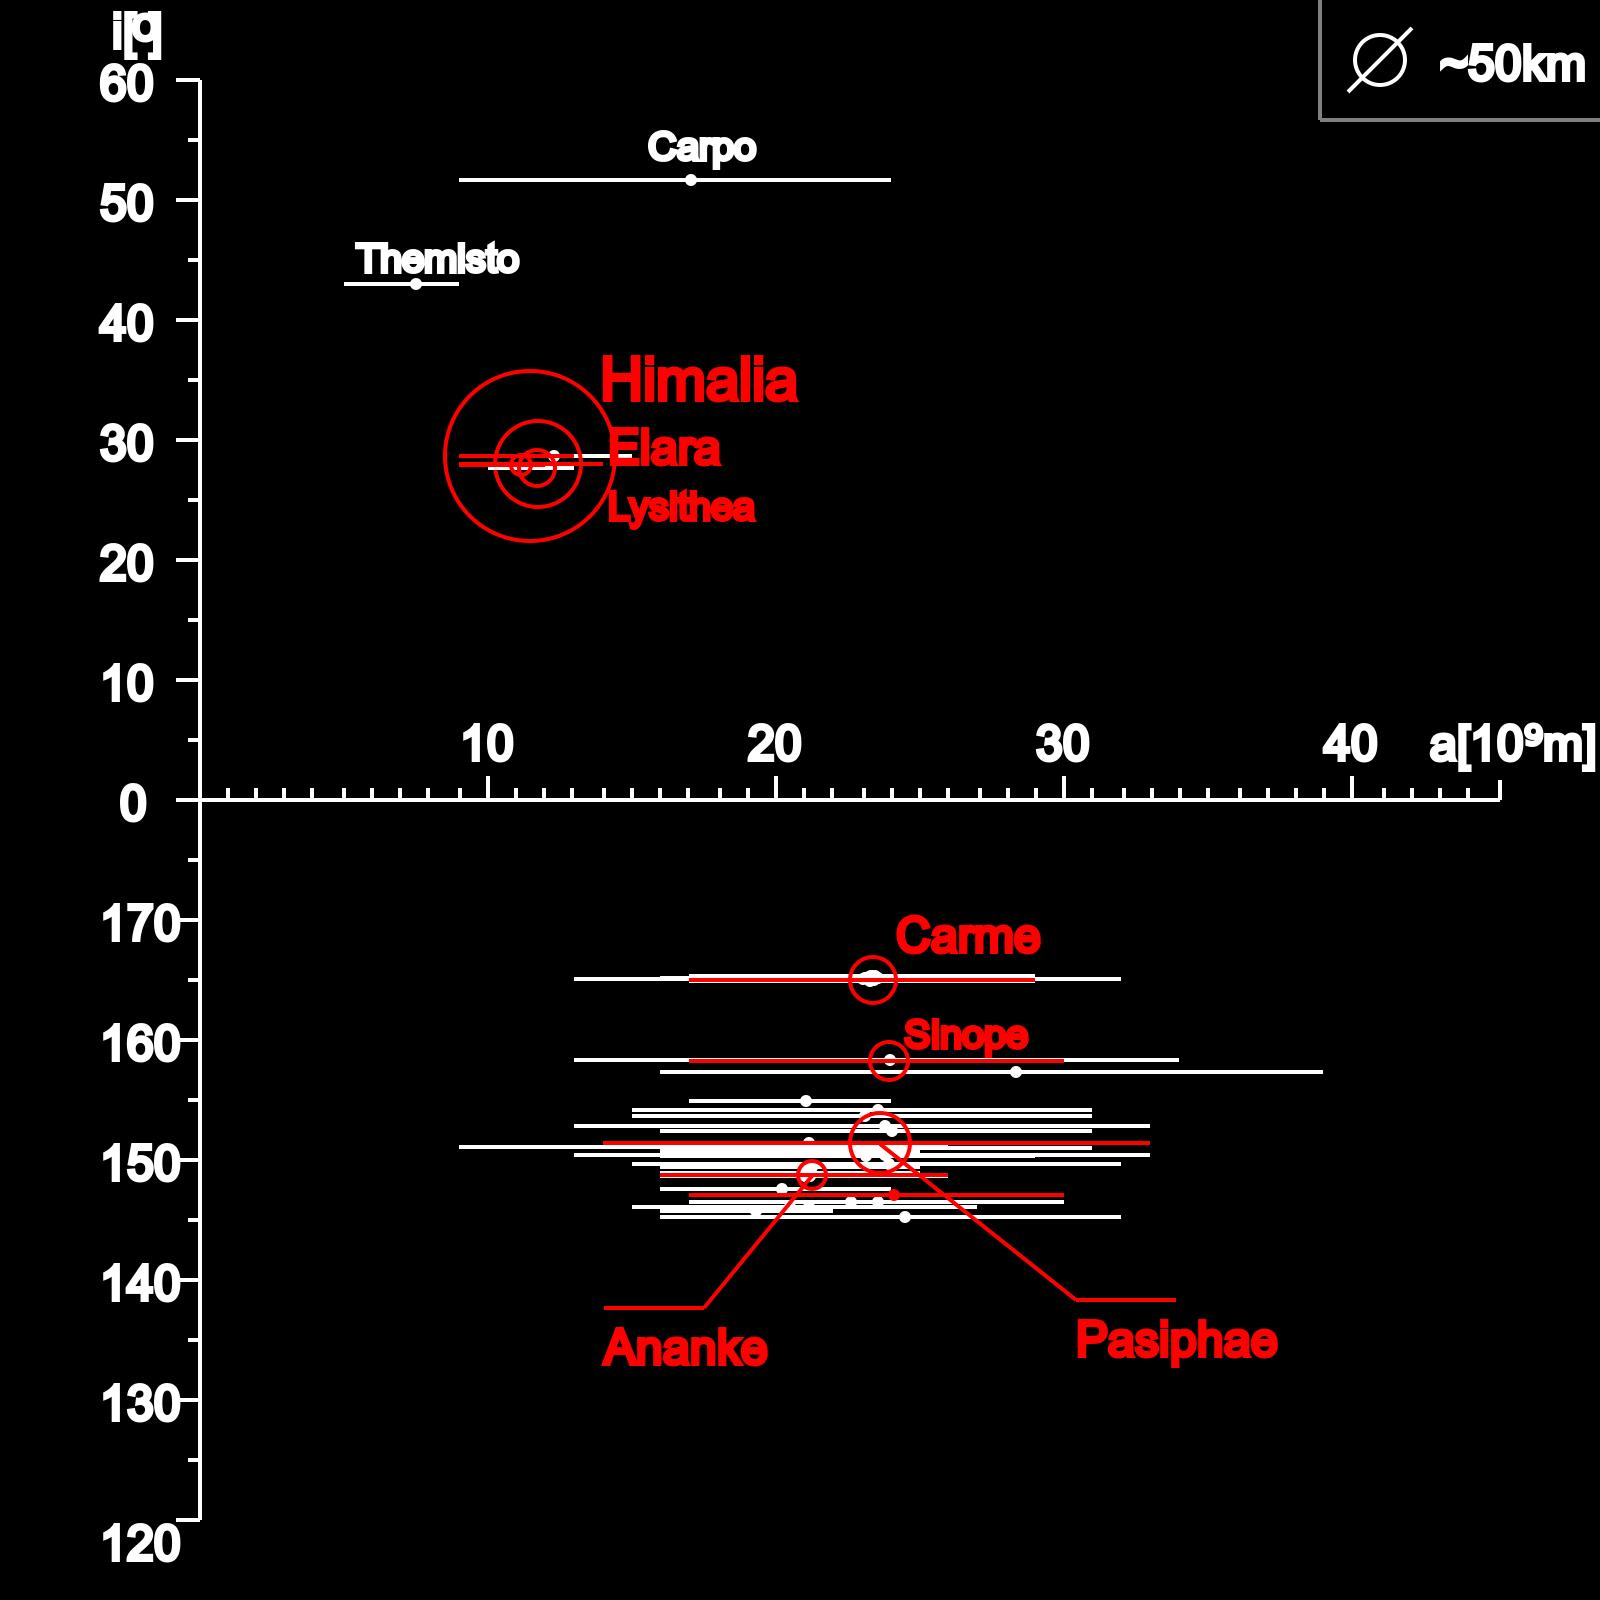 i[°]
~50km
60
Carpo
50
Themisto
40
Himalia
30
Elara
Lysithea
20
10
10 20 30 40 a[10⁹m]
0
170
Carme
160
Sinope
150
140
Ananke
Pasiphae
130
120